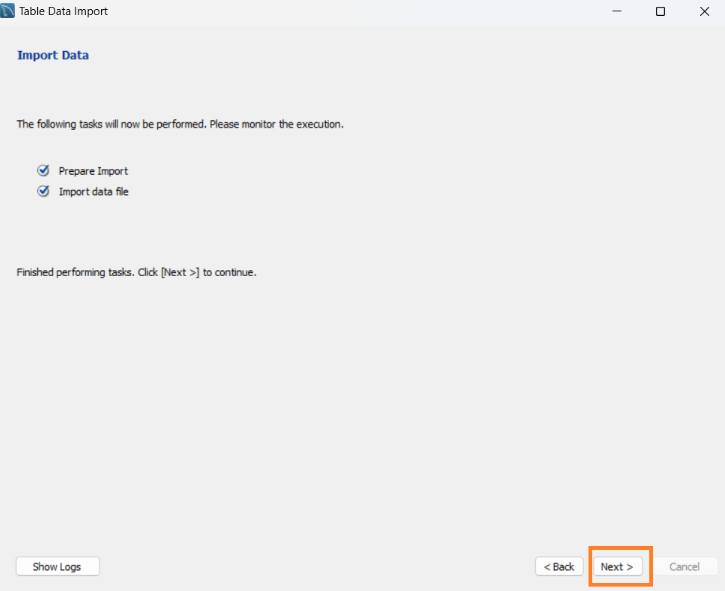 Table Data Import
Import Data
The following tasks will now be performed. Please monitor the execution.
Prepare Import
Import data file
Finished performing tasks. Click [Next >] to continue.
Show Logs
< Back
Next >
Cancel